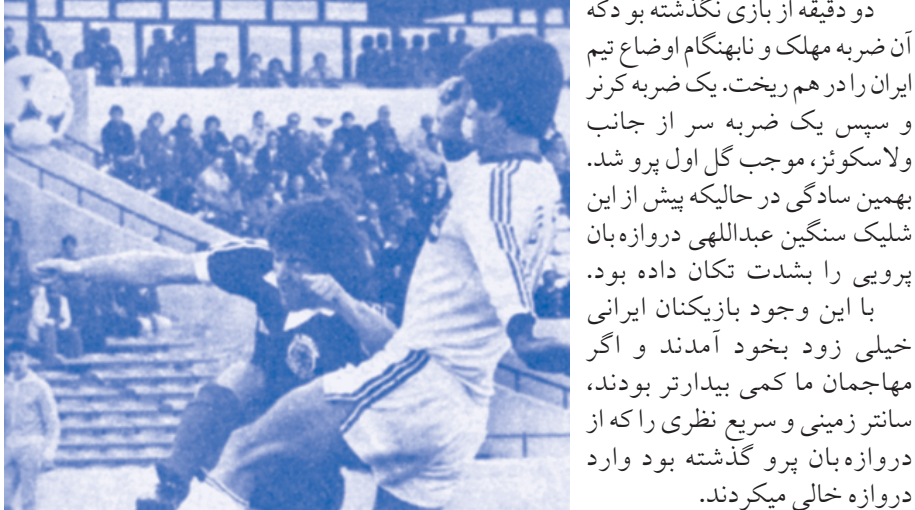 دو دقیقه از بازی نگذشته بو دکه
آن ضربه مهلک و نابهنگام اوضاع تیم
ایران را در هم ریخت. یک ضربه کرنر
و سپس یک ضربه سر از جانب
ولاسکوئز، موجب گل اول پرو شد.
بهمین سادگی در حالیکه پیش از این
شلیک سنگین عبداللهی دروازه‌بان
پرویی را بشدت تکان داده بود.
با این وجود بازیکنان ایرانی
خیلی زود بخود آمدند و اگر
مهاجمان ما کمی بیدارتر بودند،
سانتر زمینی و سریع نظری را که از
دروازه‌بان پرو گذشته بود وارد
دروازه خالی میکردند.